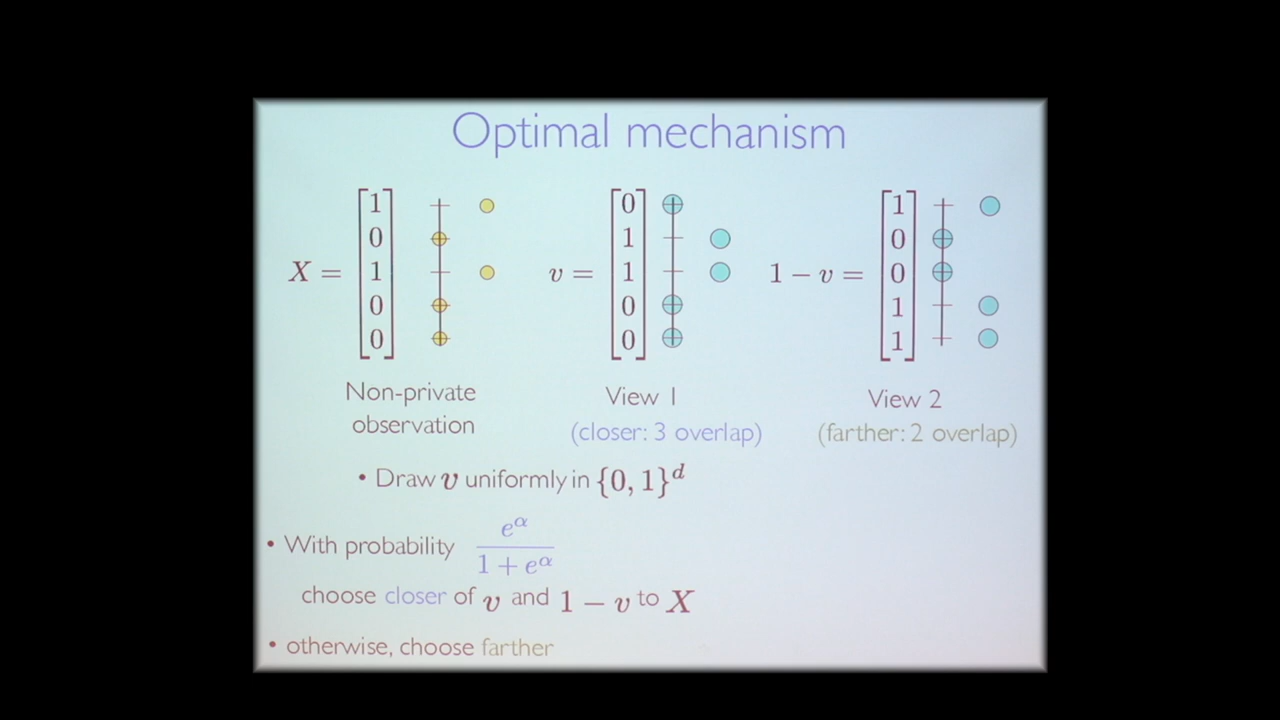 Optimal mechanism
X = [1 0 1 0 0]
v = [0 1 1 0 0]
1 − v = [1 0 0 1 1]
Non-private
observation
View 1
(closer: 3 overlap)
View 2
(farther: 2 overlap)
• Draw v uniformly in {0, 1}^d
• With probability e^α / (1 + e^α)
choose closer of v and 1 − v to X
• otherwise, choose farther